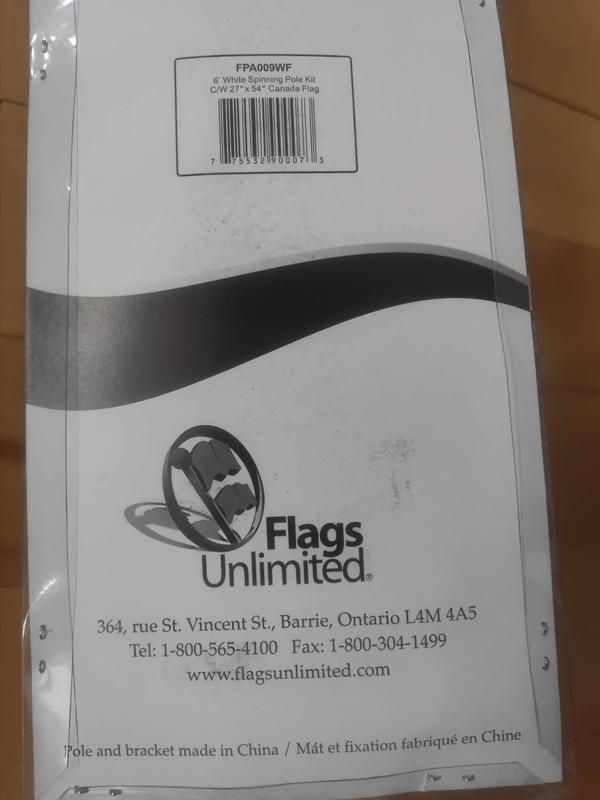 FPA009WF
6' White Spinning Pole Kit
C/W 27" x 54" Canada Flag
7 75532 90007 3
Flags
Unlimited®
364, rue St. Vincent St., Barrie, Ontario L4M 4A5
Tel: 1-800-565-4100 Fax: 1-800-304-1499
www.flagsunlimited.com
Pole and bracket made in China / Mát et fixation fabriqué en Chine